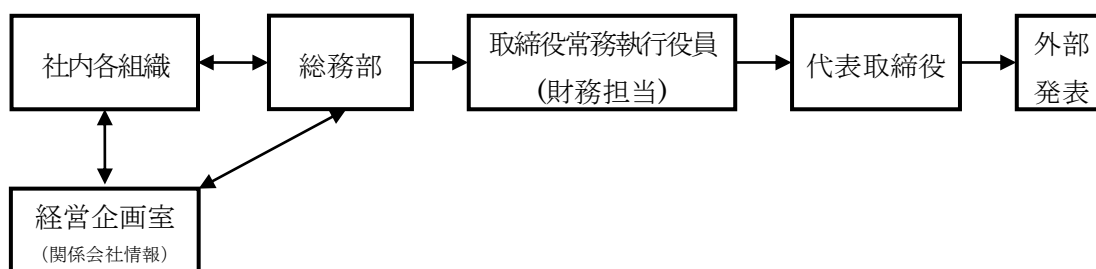 社内各組織
総務部
取締役常務執行役員
(財務担当)
代表取締役
外部
発表
経営企画室
(関係会社情報)